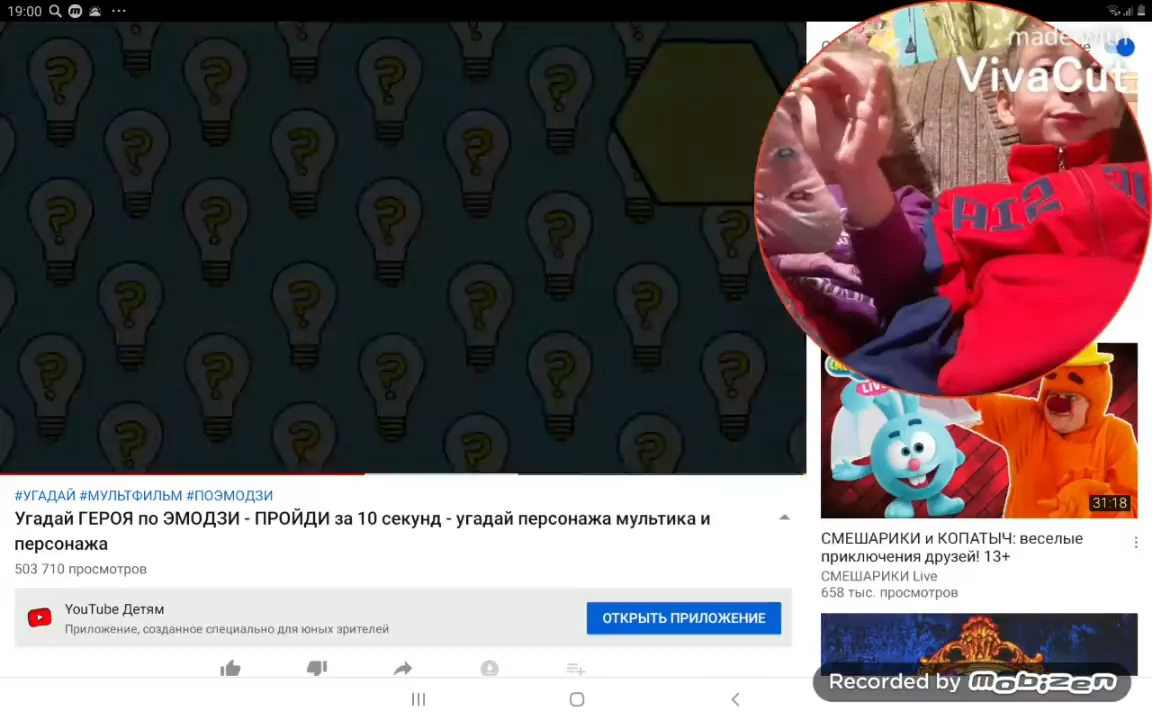 19:00
made with
VivaCut
AIZ
LIVE
31:18
#УГАДАЙ #МУЛЬТФИЛЬМ #ПОЭМОДЗИ
Угадай ГЕРОЯ по ЭМОДЗИ - ПРОЙДИ за 10 секунд - угадай персонажа мультика и
персонажа
503 710 просмотров
YouTube Детям
Приложение, созданное специально для юных зрителей
ОТКРЫТЬ ПРИЛОЖЕНИЕ
СМЕШАРИКИ и КОПАТЫЧ: веселые
приключения друзей! 13+
СМЕШАРИКИ Live
658 тыс. просмотров
Recorded by mobizen